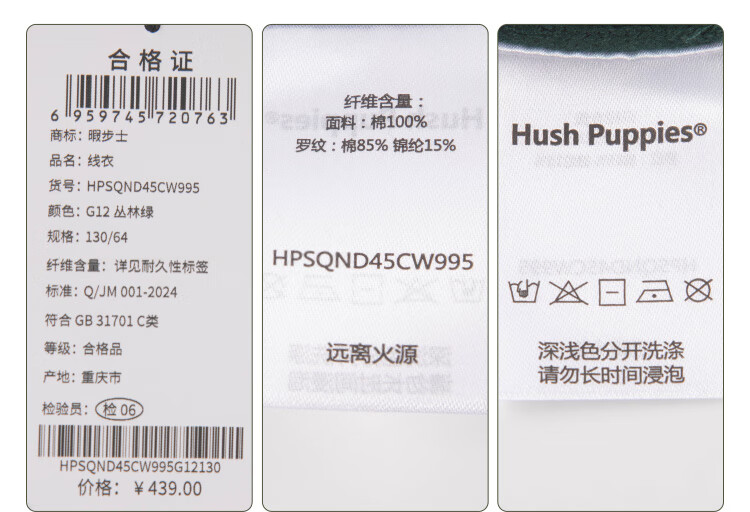 合格证
6 959745 720763
商标：暇步士
品名：线衣
货号：HPSQND45CW995
颜色：G12 丛林绿
规格：130/64
纤维含量：详见耐久性标签
标准：Q/JM 001-2024
符合 GB 31701 C类
等级：合格品
产地：重庆市
检验员：检 06
HPSQND45CW995G12130
价格：￥439.00
纤维含量：
面料：棉100%
罗纹：棉85% 锦纶15%
HPSQND45CW995
远离火源
Hush Puppies®
深浅色分开洗涤
请勿长时间浸泡